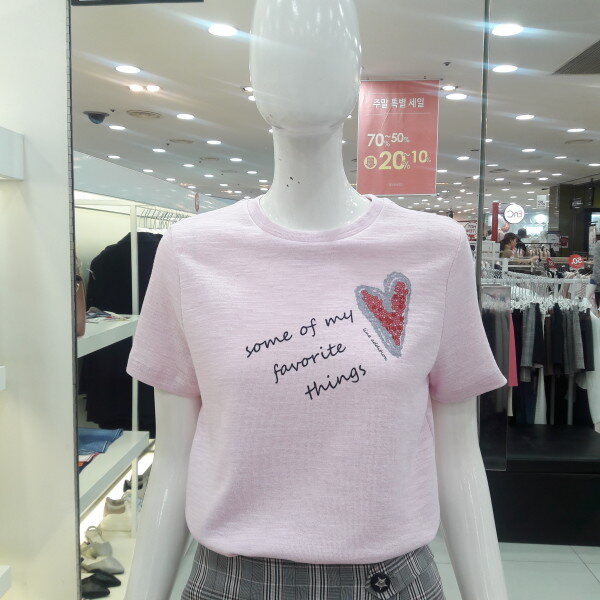 주말 특별 세일
70~50%
20~10%
%
%
some of my
favorite
things